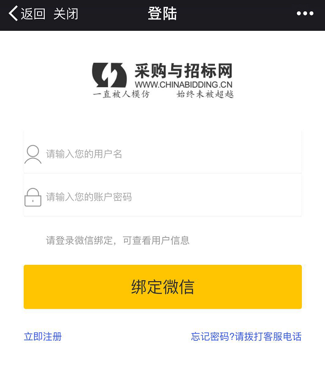 返回 关闭 登陆
采购与招标网
WWW.CHINABIDDING.CN
一直被人模仿 始终未被超越
请输入您的用户名
请输入您的账户密码
请登录微信绑定，可查看用户信息
绑定微信
立即注册 忘记密码?请拨打客服电话